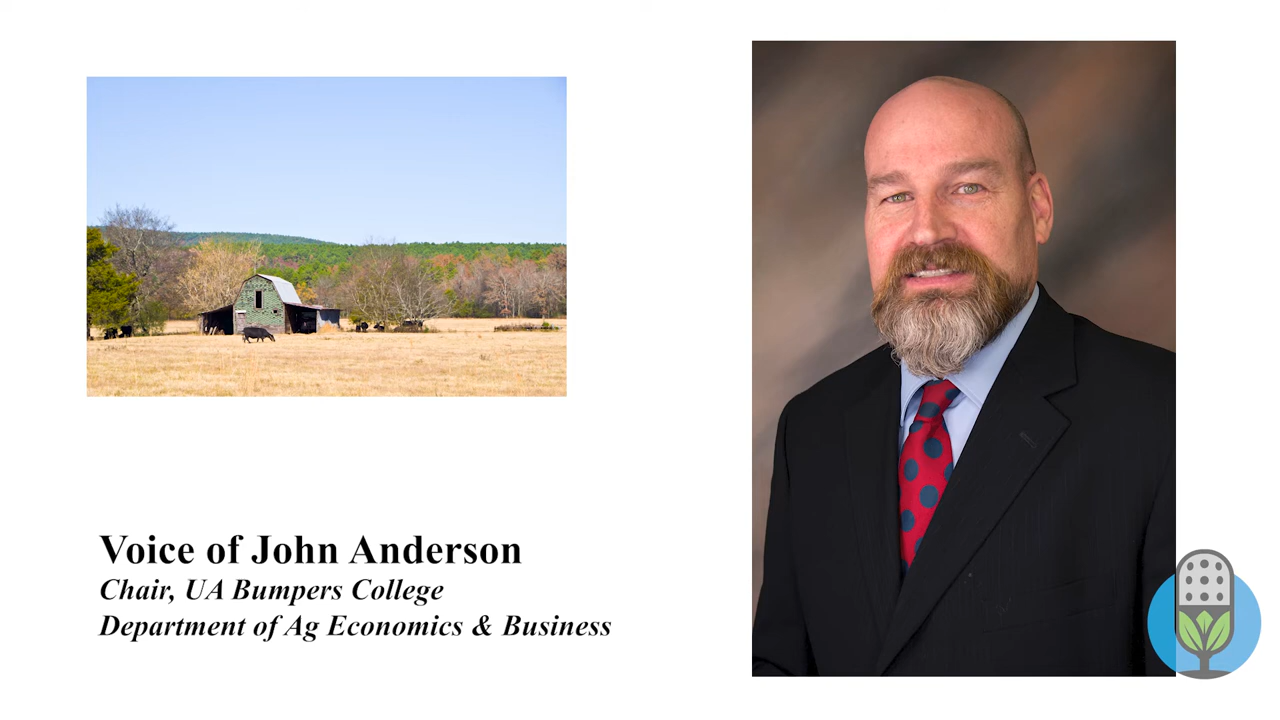 Voice of John Anderson
Chair, UA Bumpers College
Department of Ag Economics & Business